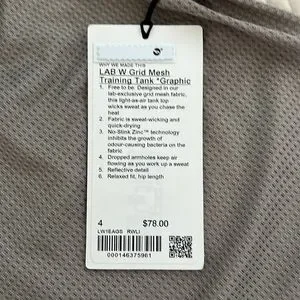 WHY WE MADE THIS
LAB W Grid Mesh
Training Tank *Graphic
1. Free to be. Designed in our
lab-exclusive grid mesh fabric,
this light-as-air tank top
wicks sweat as you chase the
heat
2. Fabric is sweat-wicking and
quick-drying
3. No-Stink Zinc™ technology
inhibits the growth of
odour-causing bacteria on the
fabric
4. Dropped armholes keep air
flowing as you work up a sweat
5. Reflective detail
6. Relaxed fit, hip length
4 $78.00
LW1EAGS RWLI
000146375961